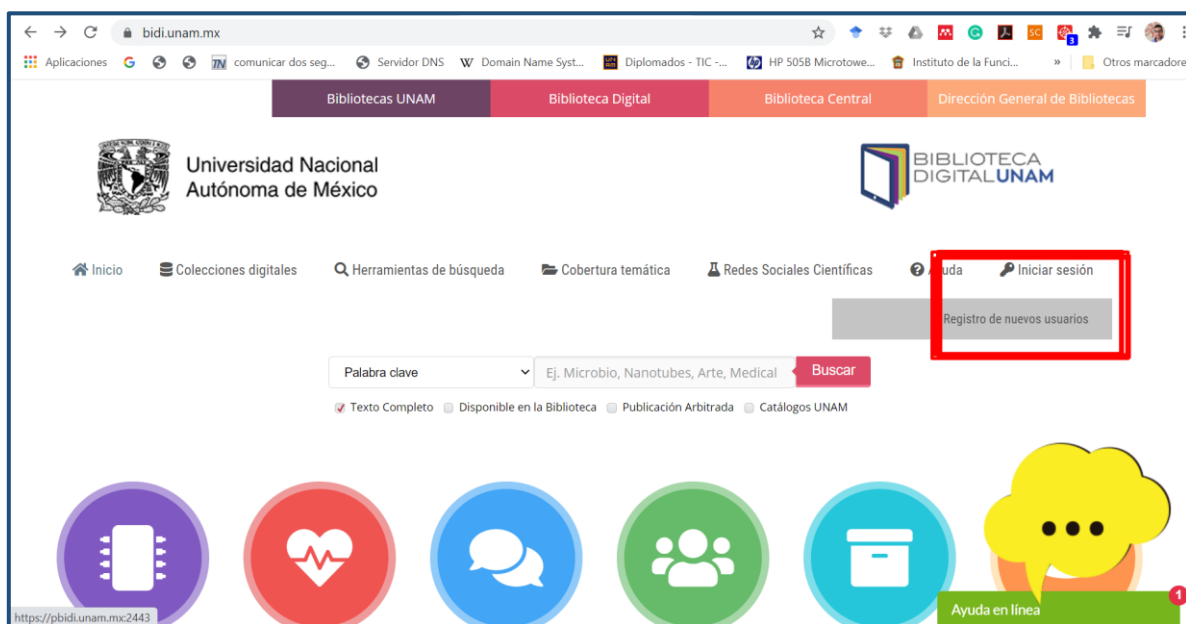 bidi.unam.mx
3
Aplicaciones comunicar dos seg... Servidor DNS W Domain Name Syst... Diplomados - TIC -... HP 505B Microtowe... Instituto de la Funci... » Otros marcadore
Bibliotecas UNAM Biblioteca Digital Biblioteca Central Dirección General de Bibliotecas
Universidad Nacional
Autónoma de México
BIBLIOTECA
DIGITALUNAM
Inicio Colecciones digitales Herramientas de búsqueda Cobertura temática Redes Sociales Científicas Ayuda Iniciar sesión
Registro de nuevos usuarios
Palabra clave Ej. Microbio, Nanotubes, Arte, Medical Buscar
Texto Completo Disponible en la Biblioteca Publicación Arbitrada Catálogos UNAM
1
Ayuda en línea
https://pbidi.unam.mx:2443